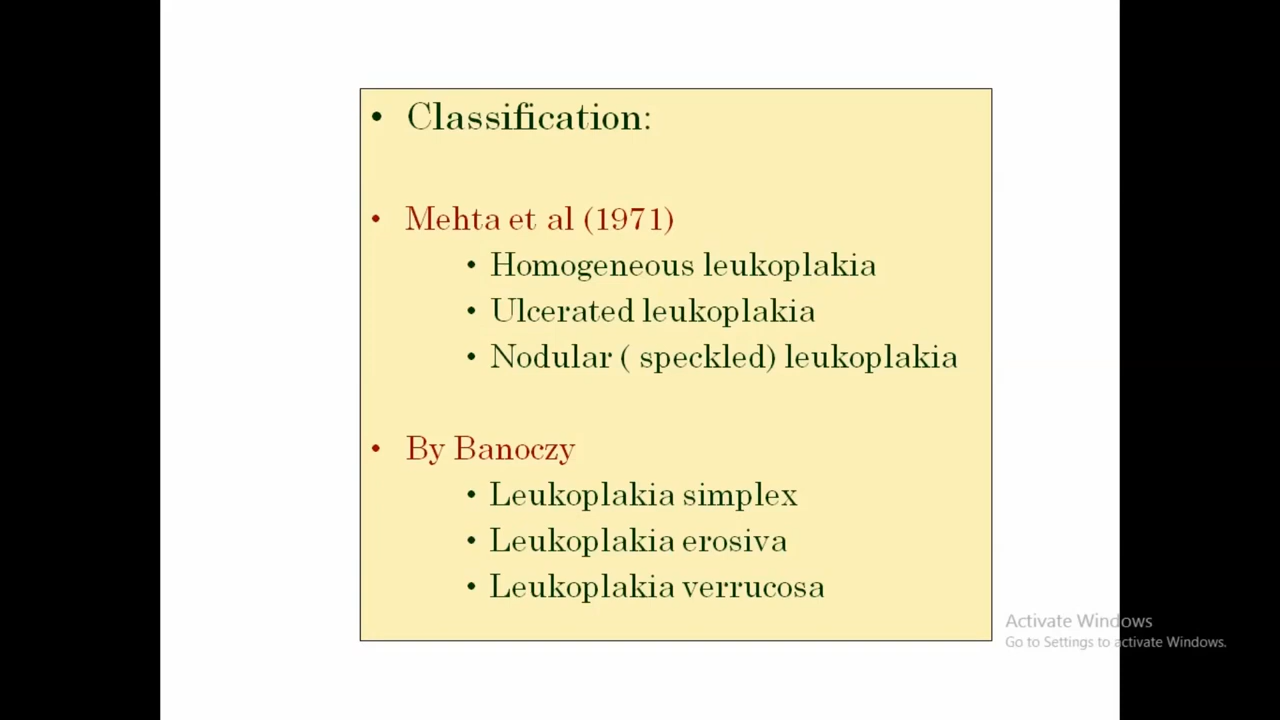 • Classification:
• Mehta et al (1971)
• Homogeneous leukoplakia
• Ulcerated leukoplakia
• Nodular ( speckled) leukoplakia
• By Banoczy
• Leukoplakia simplex
• Leukoplakia erosiva
• Leukoplakia verrucosa
Activate Windows
Go to Settings to activate Windows.